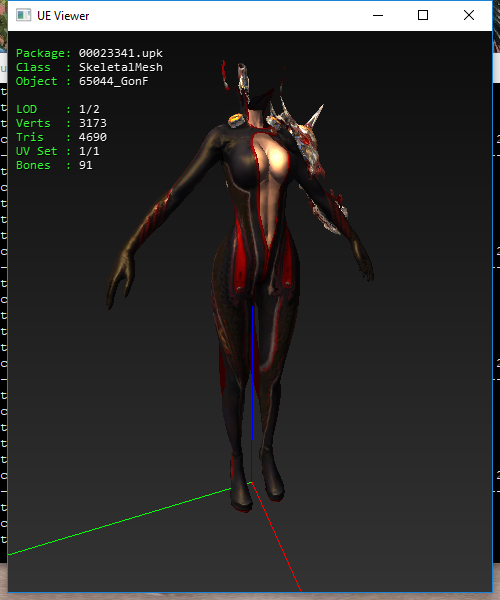 UE Viewer
Package: 00023341.upk
Class : SkeletalMesh
Object : 65044_GonF
LOD : 1/2
Verts : 3173
Tris : 4690
UV Set : 1/1
Bones : 91